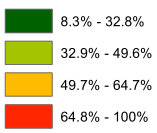 8.3% - 32.8%
32.9% - 49.6%
49.7% - 64.7%
64.8% - 100%